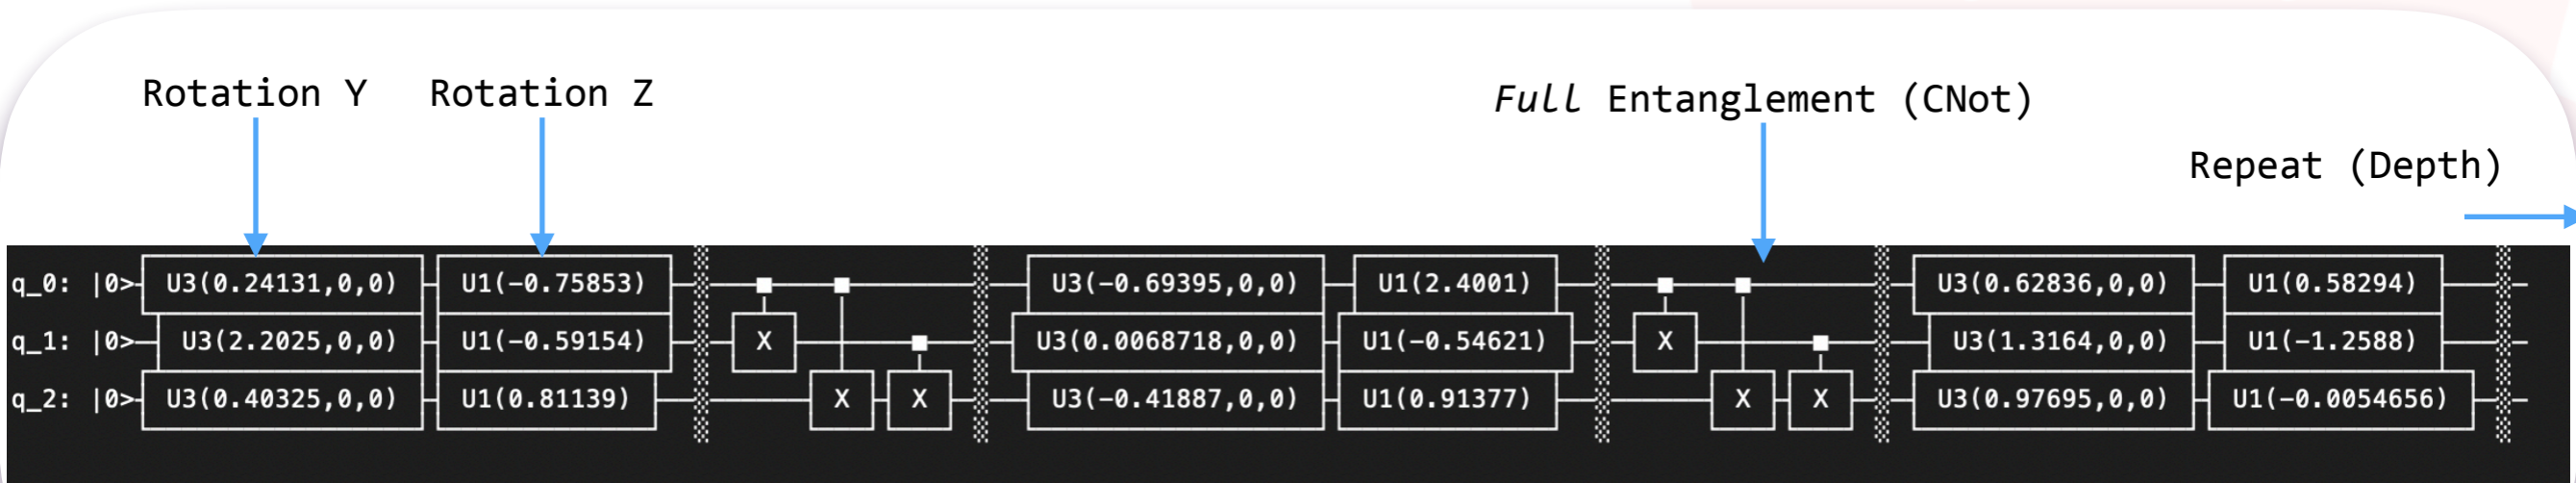 Rotation Y Rotation Z
Full Entanglement (CNot)
Repeat (Depth)
q_0: |0> U3(0.24131,0,0) U1(-0.75853) U3(-0.69395,0,0) U1(2.4001) U3(0.62836,0,0) U1(0.58294)
q_1: |0> U3(2.2025,0,0) U1(-0.59154) X U3(0.0068718,0,0) U1(-0.54621) X U3(1.3164,0,0) U1(-1.2588)
q_2: |0> U3(0.40325,0,0) U1(0.81139) X X U3(-0.41887,0,0) U1(0.91377) X X U3(0.97695,0,0) U1(-0.0054656)